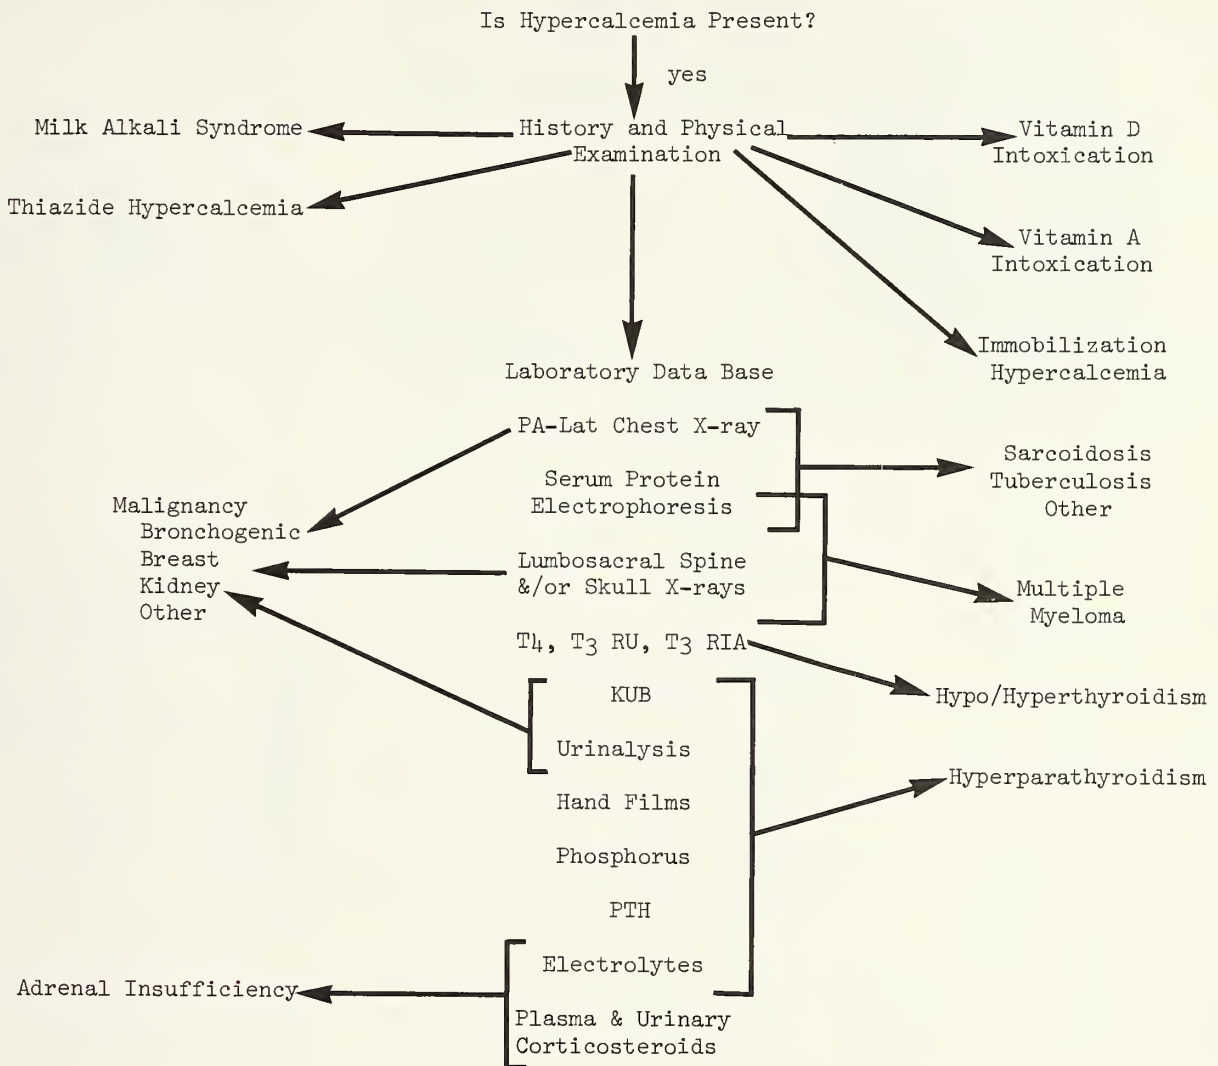 Is Hypercalcemia Present?
yes
Milk Alkali Syndrome
History and Physical
Examination
Vitamin D
Intoxication
Thiazide Hypercalcemia
Vitamin A
Intoxication
Immobilization
Hypercalcemia
Laboratory Data Base
PA-Lat Chest X-ray
Serum Protein
Electrophoresis
Sarcoidosis
Tuberculosis
Other
Malignancy
Bronchogenic
Breast
Kidney
Other
Lumbosacral Spine
&/or Skull X-rays
Multiple
Myeloma
T4, T3 RU, T3 RIA
Hypo/Hyperthyroidism
KUB
Urinalysis
Hyperparathyroidism
Hand Films
Phosphorus
PTH
Electrolytes
Adrenal Insufficiency
Plasma & Urinary
Corticosteroids